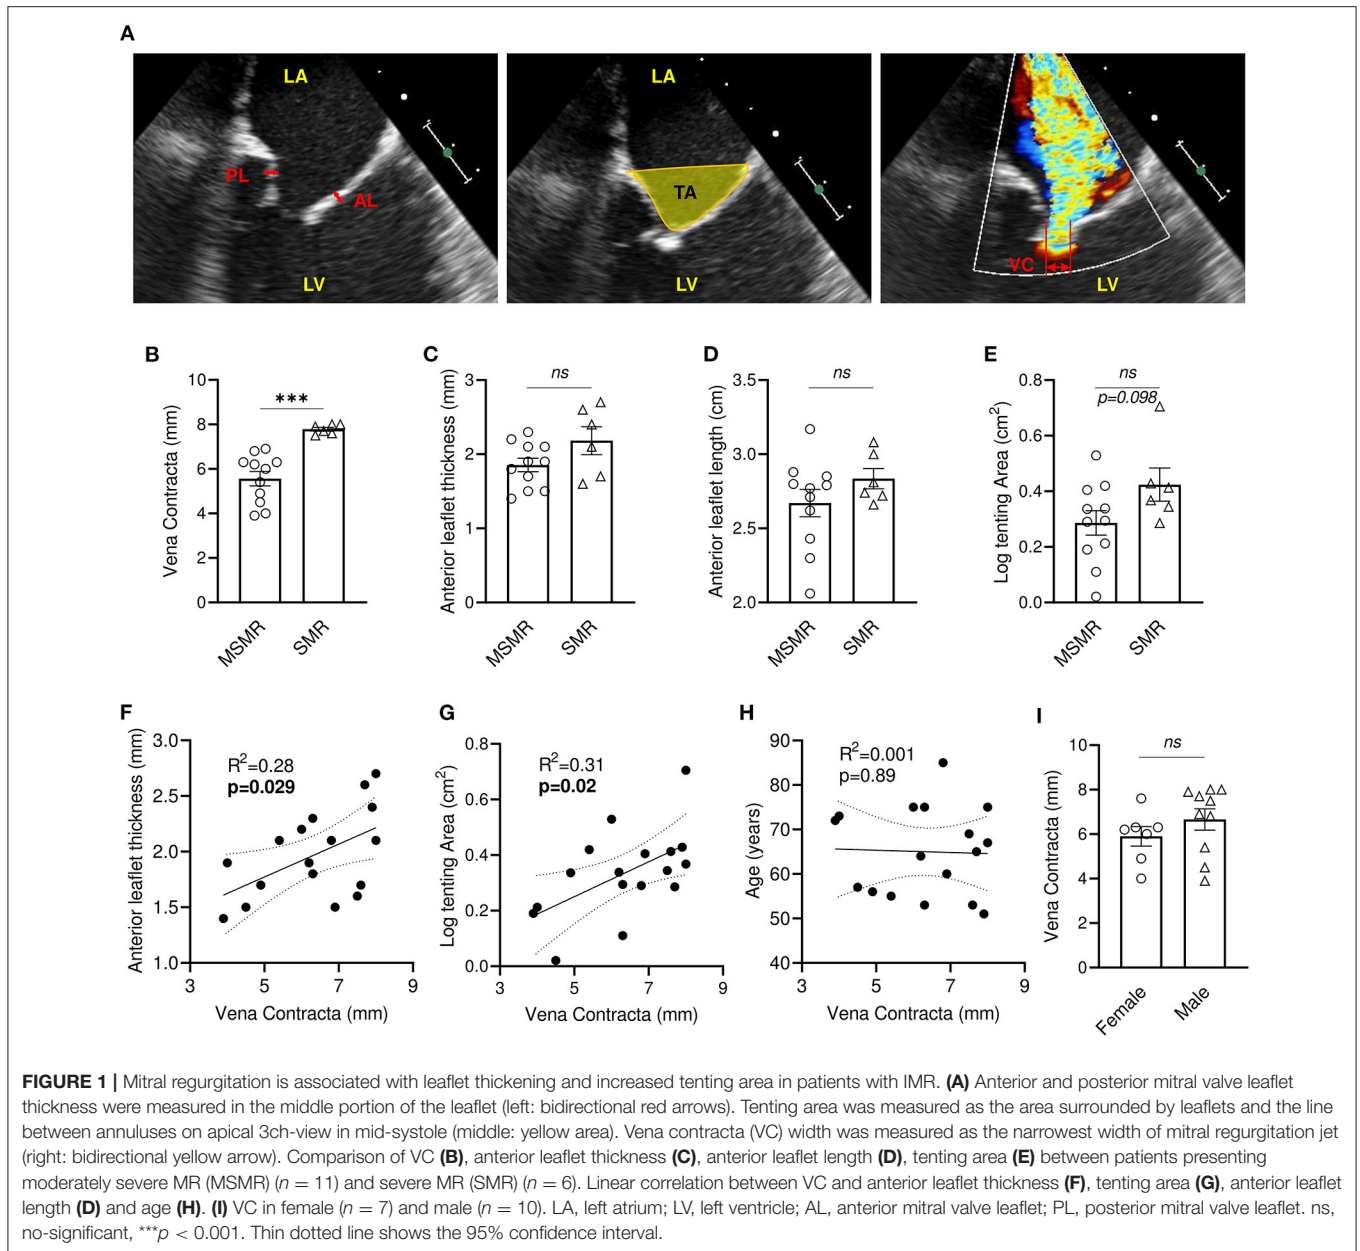 A
LA
PL
AL
LV
LA
TA
LV
VC
LV
B
Vena Contracta (mm)
10
8
6
4
2
0
***
MSMR
SMR
C
Anterior leaflet thickness (mm)
3
2
1
0
ns
MSMR
SMR
D
Anterior leaflet length (cm)
3.5
3.0
2.5
2.0
ns
MSMR
SMR
E
Log tenting Area (cm²)
0.8
0.6
0.4
0.2
0.0
ns
p=0.098
MSMR
SMR
F
Anterior leaflet thickness (mm)
3.0
2.5
2.0
1.5
1.0
R²=0.28
p=0.029
3 5 7 9
Vena Contracta (mm)
G
Log tenting Area (cm²)
0.8
0.6
0.4
0.2
0.0
R²=0.31
p=0.02
3 5 7 9
Vena Contracta (mm)
H
Age (years)
90
80
70
60
50
40
R²=0.001
p=0.89
3 5 7 9
Vena Contracta (mm)
I
Vena Contracta (mm)
10
8
6
4
2
0
ns
Female
Male
FIGURE 1 | Mitral regurgitation is associated with leaflet thickening and increased tenting area in patients with IMR. (A) Anterior and posterior mitral valve leaflet
thickness were measured in the middle portion of the leaflet (left: bidirectional red arrows). Tenting area was measured as the area surrounded by leaflets and the line
between annuluses on apical 3ch-view in mid-systole (middle: yellow area). Vena contracta (VC) width was measured as the narrowest width of mitral regurgitation jet
(right: bidirectional yellow arrow). Comparison of VC (B), anterior leaflet thickness (C), anterior leaflet length (D), tenting area (E) between patients presenting
moderately severe MR (MSMR) (n = 11) and severe MR (SMR) (n = 6). Linear correlation between VC and anterior leaflet thickness (F), tenting area (G), anterior leaflet
length (D) and age (H). (I) VC in female (n = 7) and male (n = 10). LA, left atrium; LV, left ventricle; AL, anterior mitral valve leaflet; PL, posterior mitral valve leaflet. ns,
no-significant, ***p < 0.001. Thin dotted line shows the 95% confidence interval.